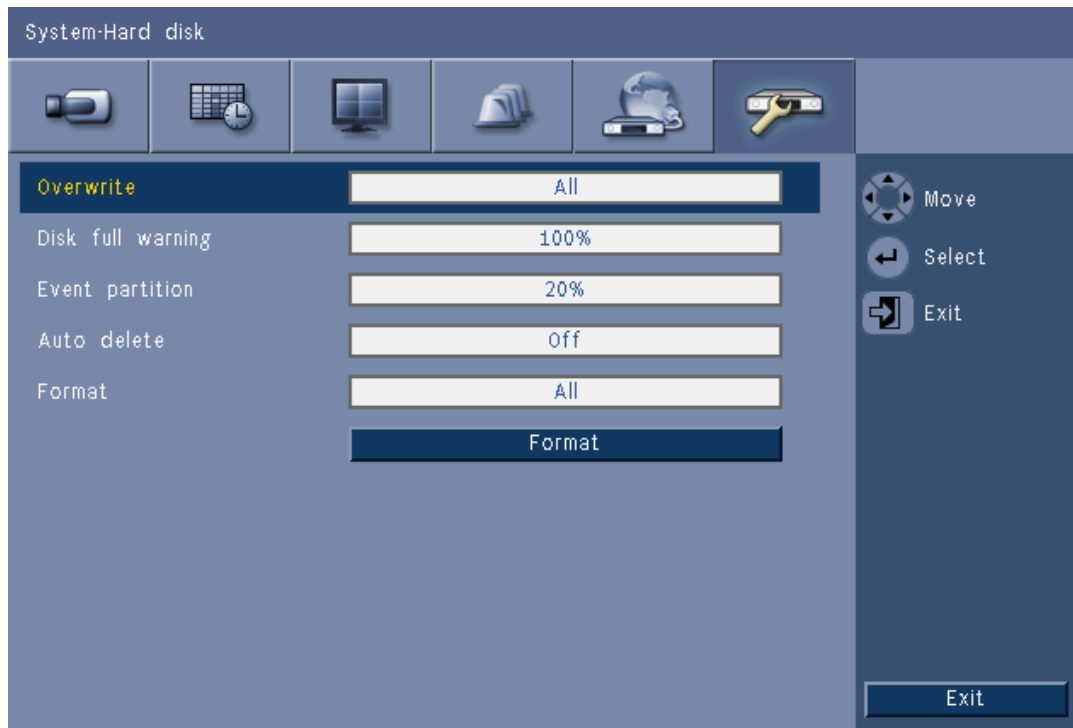 System-Hard disk
Overwrite All
Disk full warning 100%
Event partition 20%
Auto delete Off
Format All
Format
Move
Select
Exit
Exit